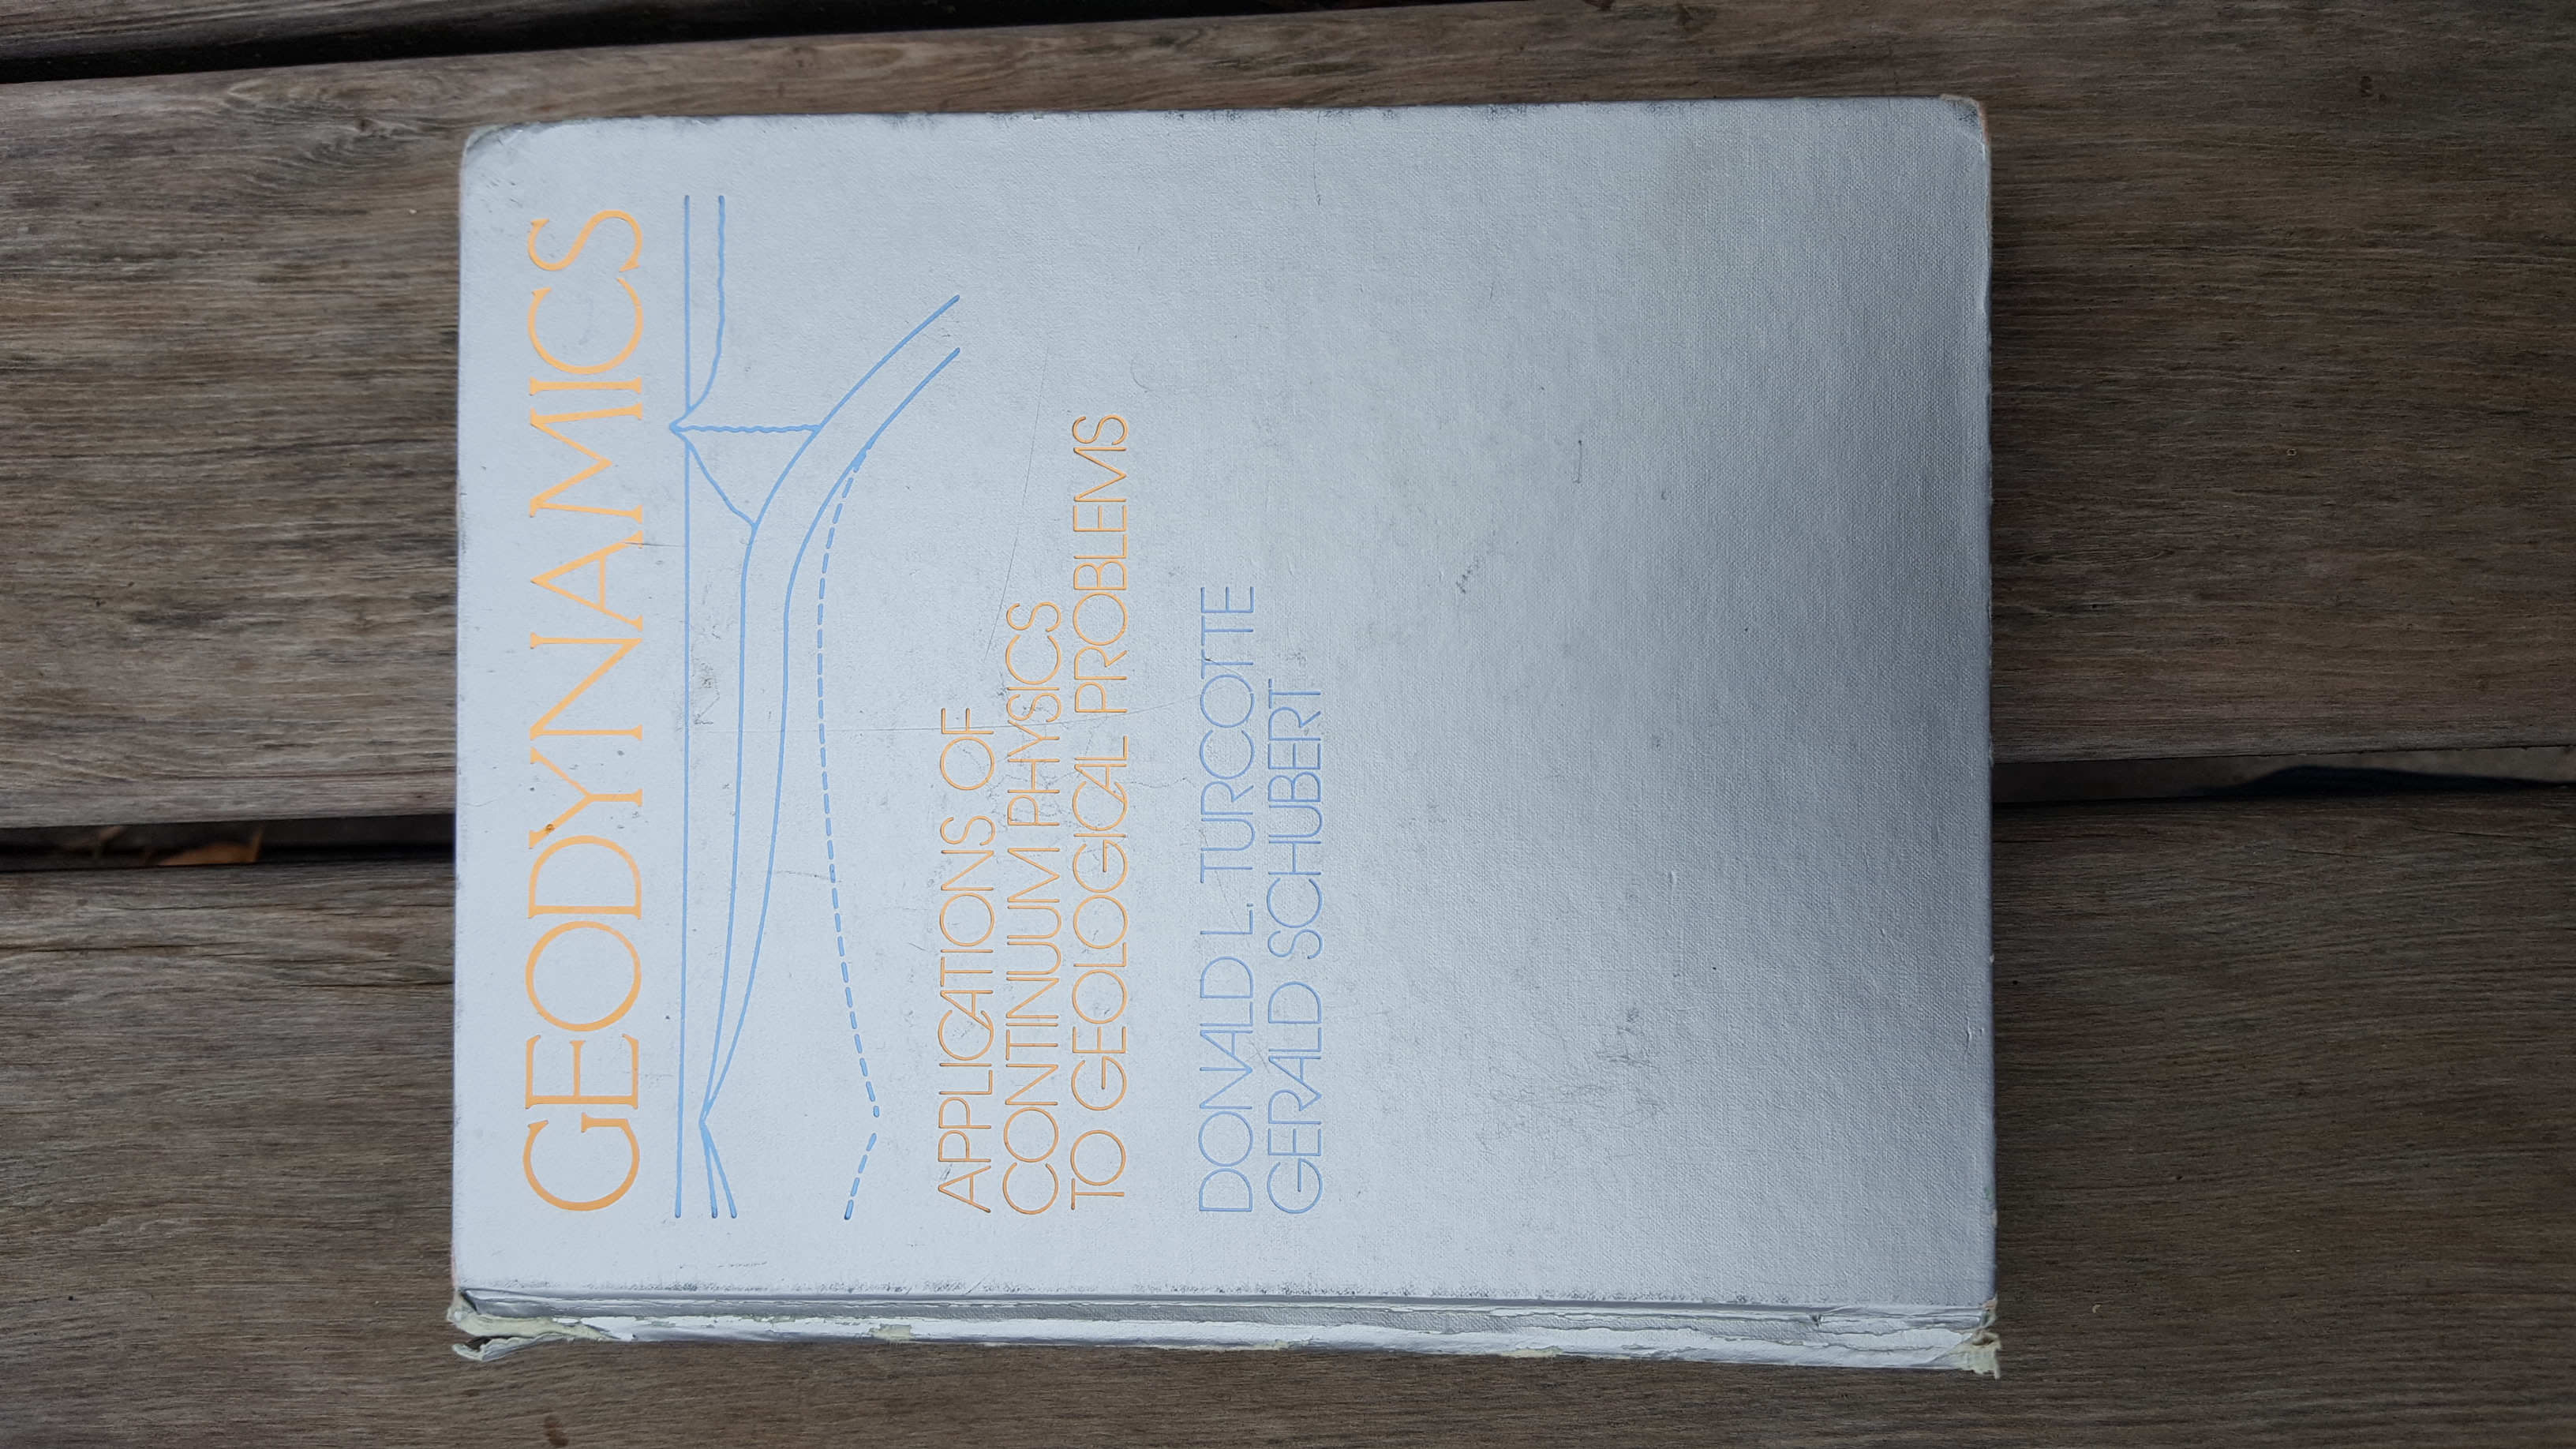 GEODYNAMICS
APPLICATIONS OF
CONTINUUM PHYSICS
TO GEOLOGICAL PROBLEMS
DONALD L. TURCOTTE
GERALD SCHUBERT